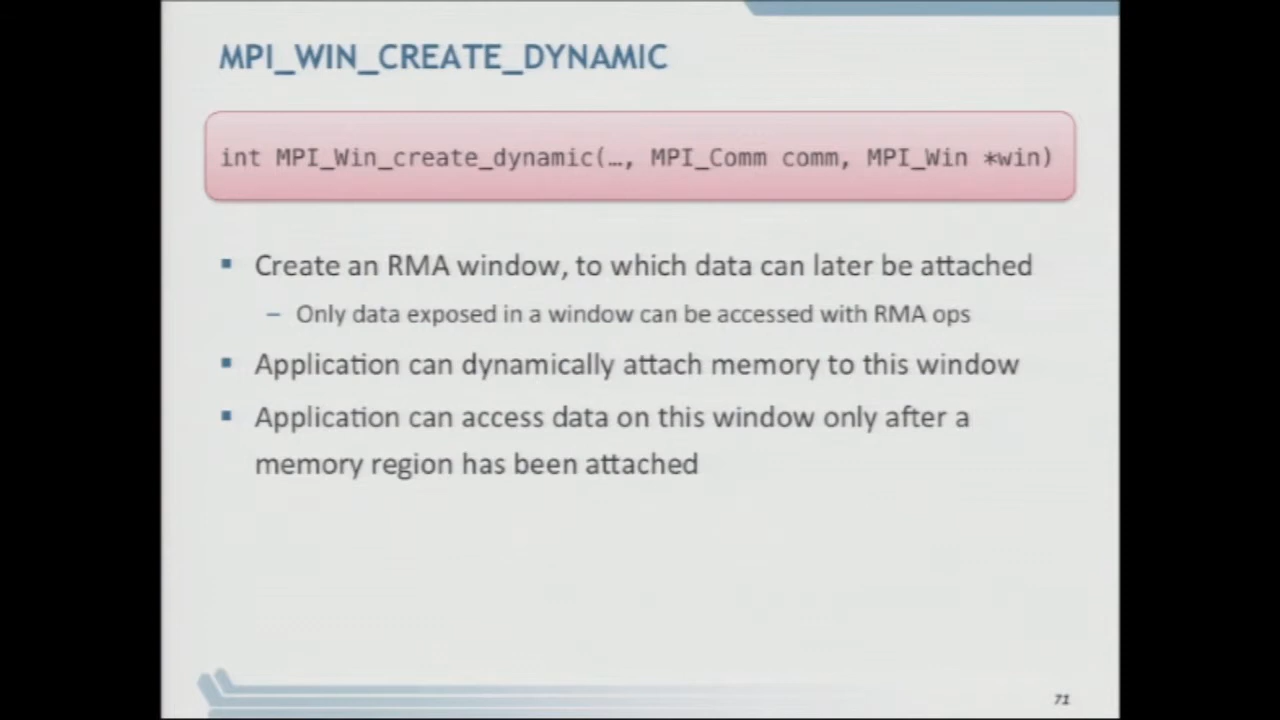 MPI_WIN_CREATE_DYNAMIC
int MPI_Win_create_dynamic(…, MPI_Comm comm, MPI_Win *win)
▪ Create an RMA window, to which data can later be attached
– Only data exposed in a window can be accessed with RMA ops
▪ Application can dynamically attach memory to this window
▪ Application can access data on this window only after a
memory region has been attached
71